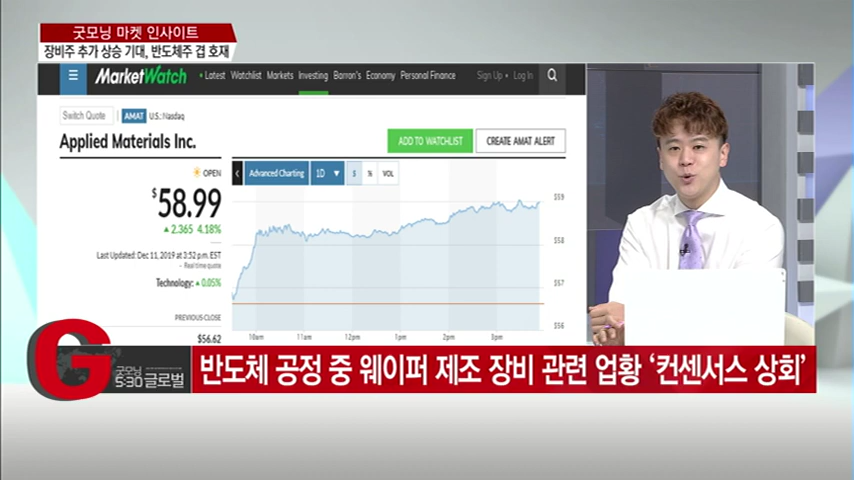 굿모닝 마켓 인사이트
장비주 추가 상승 기대, 반도체주 겹 호재
☰ MarketWatch • Latest Watchlist Markets Investing Barron's Economy Personal Finance Sign Up • Log In
Switch Quote | AMAT U.S.: Nasdaq
Applied Materials Inc.
ADD TO WATCHLIST CREATE AMAT ALERT
OPEN
$58.99
▲ 2.365 4.18%
Last Updated: Dec 11, 2019 at 3:52 p.m. EST
Real time quote
Technology: ▲ 0.05%
PREVIOUS CLOSE
$56.62
< Advanced Charting 1D ▼ $ % VOL
$59
$58
$57
$56
10am 11am 12pm 1pm 2pm 3pm
G 굿모닝 5:30 글로벌
반도체 공정 중 웨이퍼 제조 장비 관련 업황 ‘컨센서스 상회’